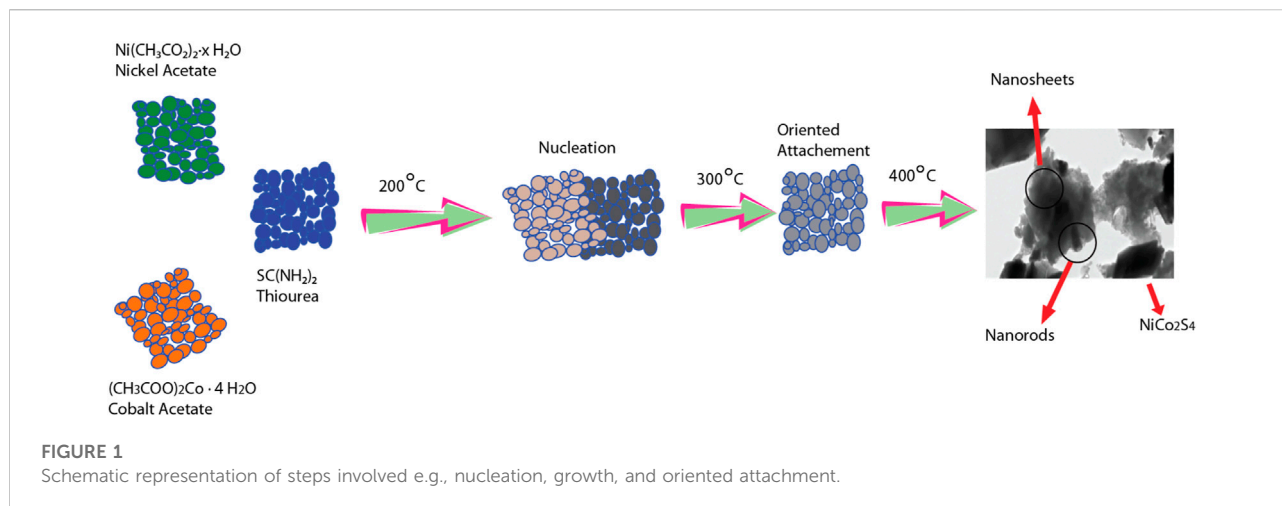 Ni(CH₃CO₂)₂·x H₂O
Nickel Acetate
SC(NH₂)₂
Thiourea
(CH3COO)2Co · 4 H2O
Cobalt Acetate
200°C
Nucleation
300°C
Oriented
Attachement
400°C
Nanosheets
Nanorods
NiCo2S4
FIGURE 1
Schematic representation of steps involved e.g., nucleation, growth, and oriented attachment.